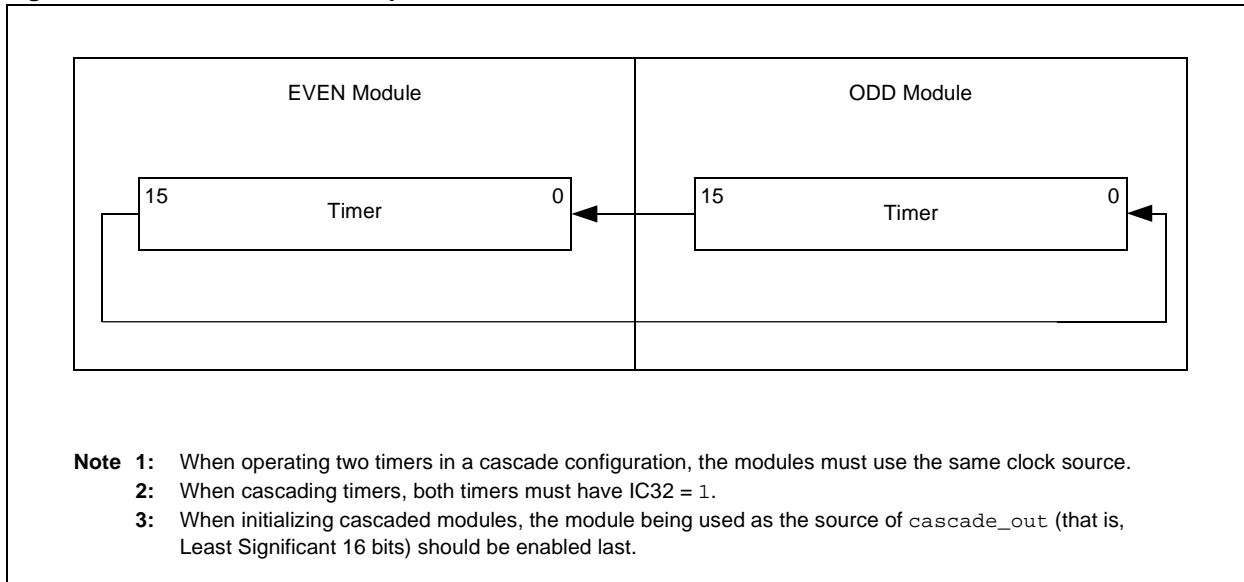 EVEN Module
ODD Module
15
Timer
0
15
Timer
0
Note 1: When operating two timers in a cascade configuration, the modules must use the same clock source.
2: When cascading timers, both timers must have IC32 = 1.
3: When initializing cascaded modules, the module being used as the source of cascade_out (that is,
Least Significant 16 bits) should be enabled last.